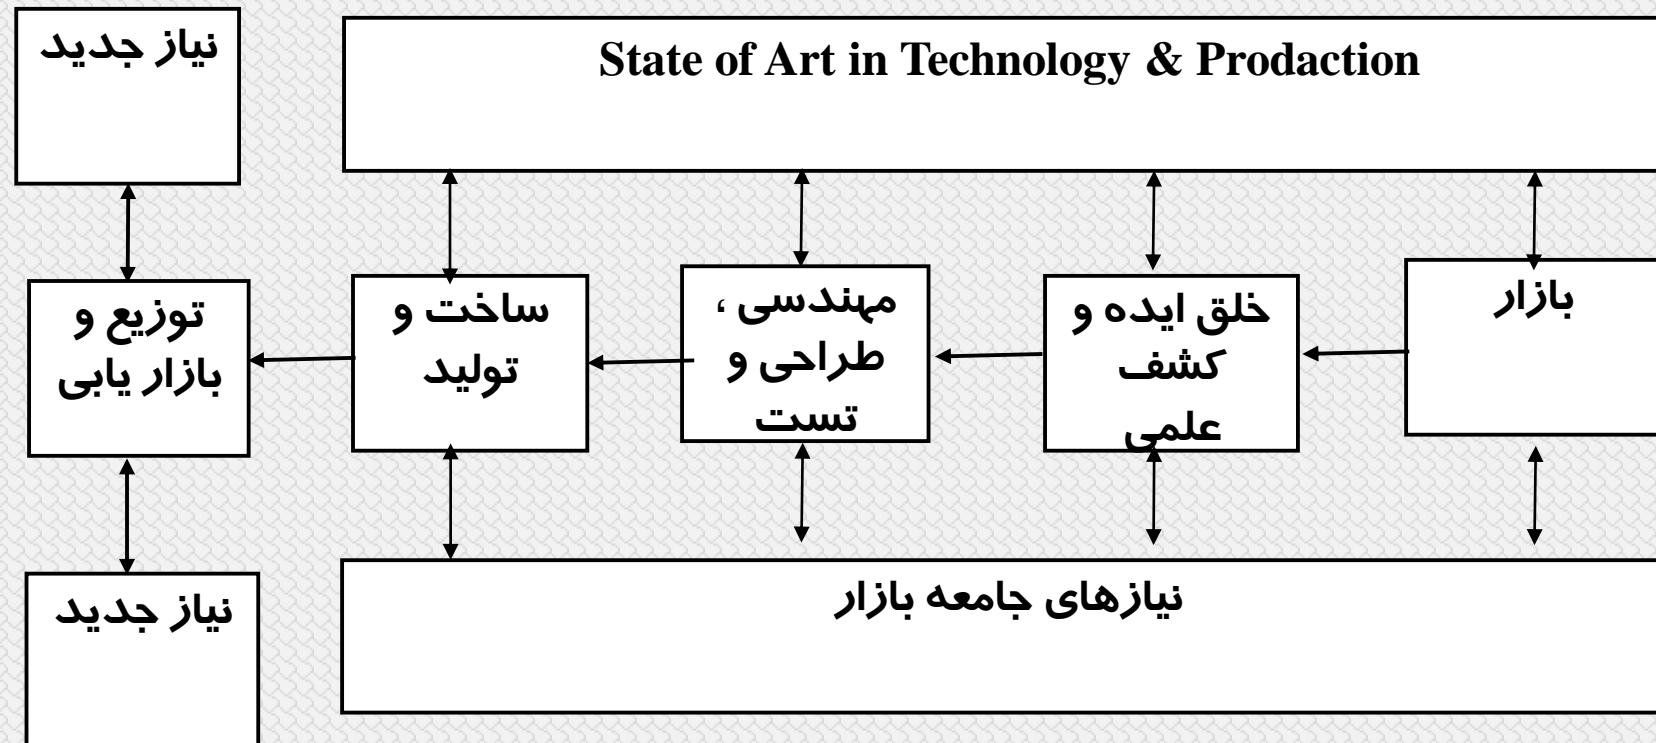 نیاز جدید
State of Art in Technology & Prodaction
بازار
خلق ایده و
کشف
علمی
مهندسی ،
طراحی و
تست
ساخت و
تولید
توزیع و
بازار یابی
نیازهای جامعه بازار
نیاز جدید